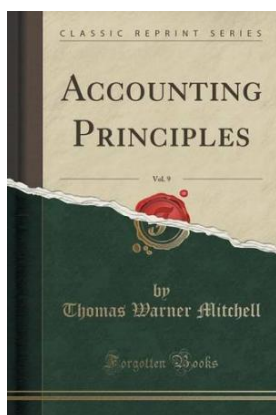 CLASSIC REPRINT SERIES
ACCOUNTING
PRINCIPLES
Vol. 9
by
Thomas Warner Mitchell
Forgotten Books